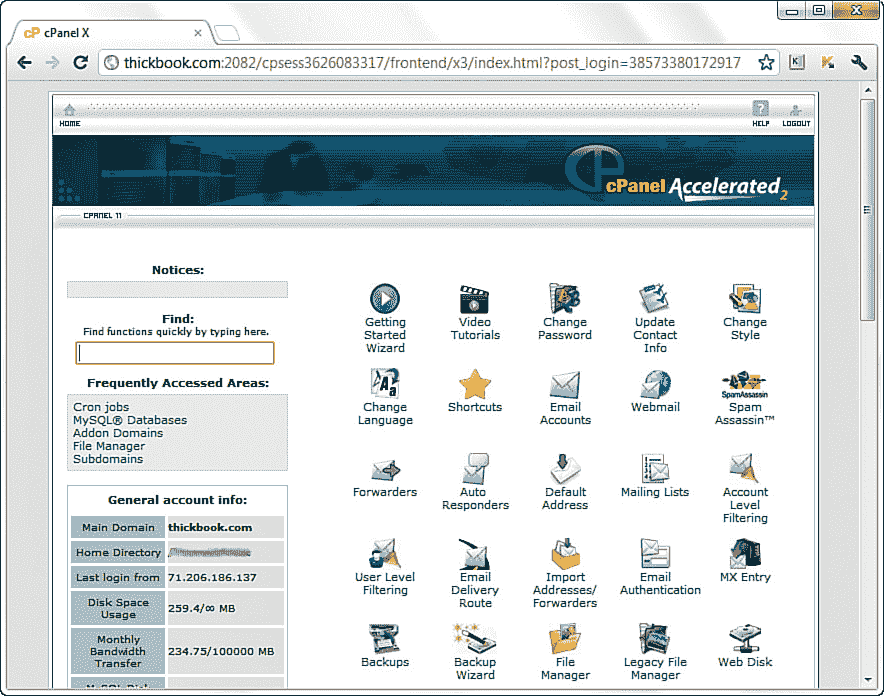 cPanel X
thickbook.com:2082/cpsess3626083317/frontend/x3/index.html?post_login=38573380172917
HOME
HELP
LOGOUT
cPanel Accelerated 2
CPANEL 11
Notices:
Find:
Find functions quickly by typing here.
Frequently Accessed Areas:
Cron jobs
MySQL® Databases
Addon Domains
File Manager
Subdomains
General account info:
Main Domain thickbook.com
Home Directory
Last login from 71.206.186.137
Disk Space
Usage
259.4/∞ MB
Monthly
Bandwidth
Transfer
234.75/100000 MB
MySQL Disk
Getting
Started
Wizard
Video
Tutorials
Change
Password
Update
Contact
Info
Change
Style
Change
Language
Shortcuts
Email
Accounts
Webmail
SpamAssassin
Spam
Assassin™
Forwarders
Auto
Responders
Default
Address
Mailing Lists
Account
Level
Filtering
User Level
Filtering
Email
Delivery
Route
Import
Addresses/
Forwarders
Email
Authentication
MX Entry
Backups
Backup
Wizard
File
Manager
Legacy File
Manager
Web Disk